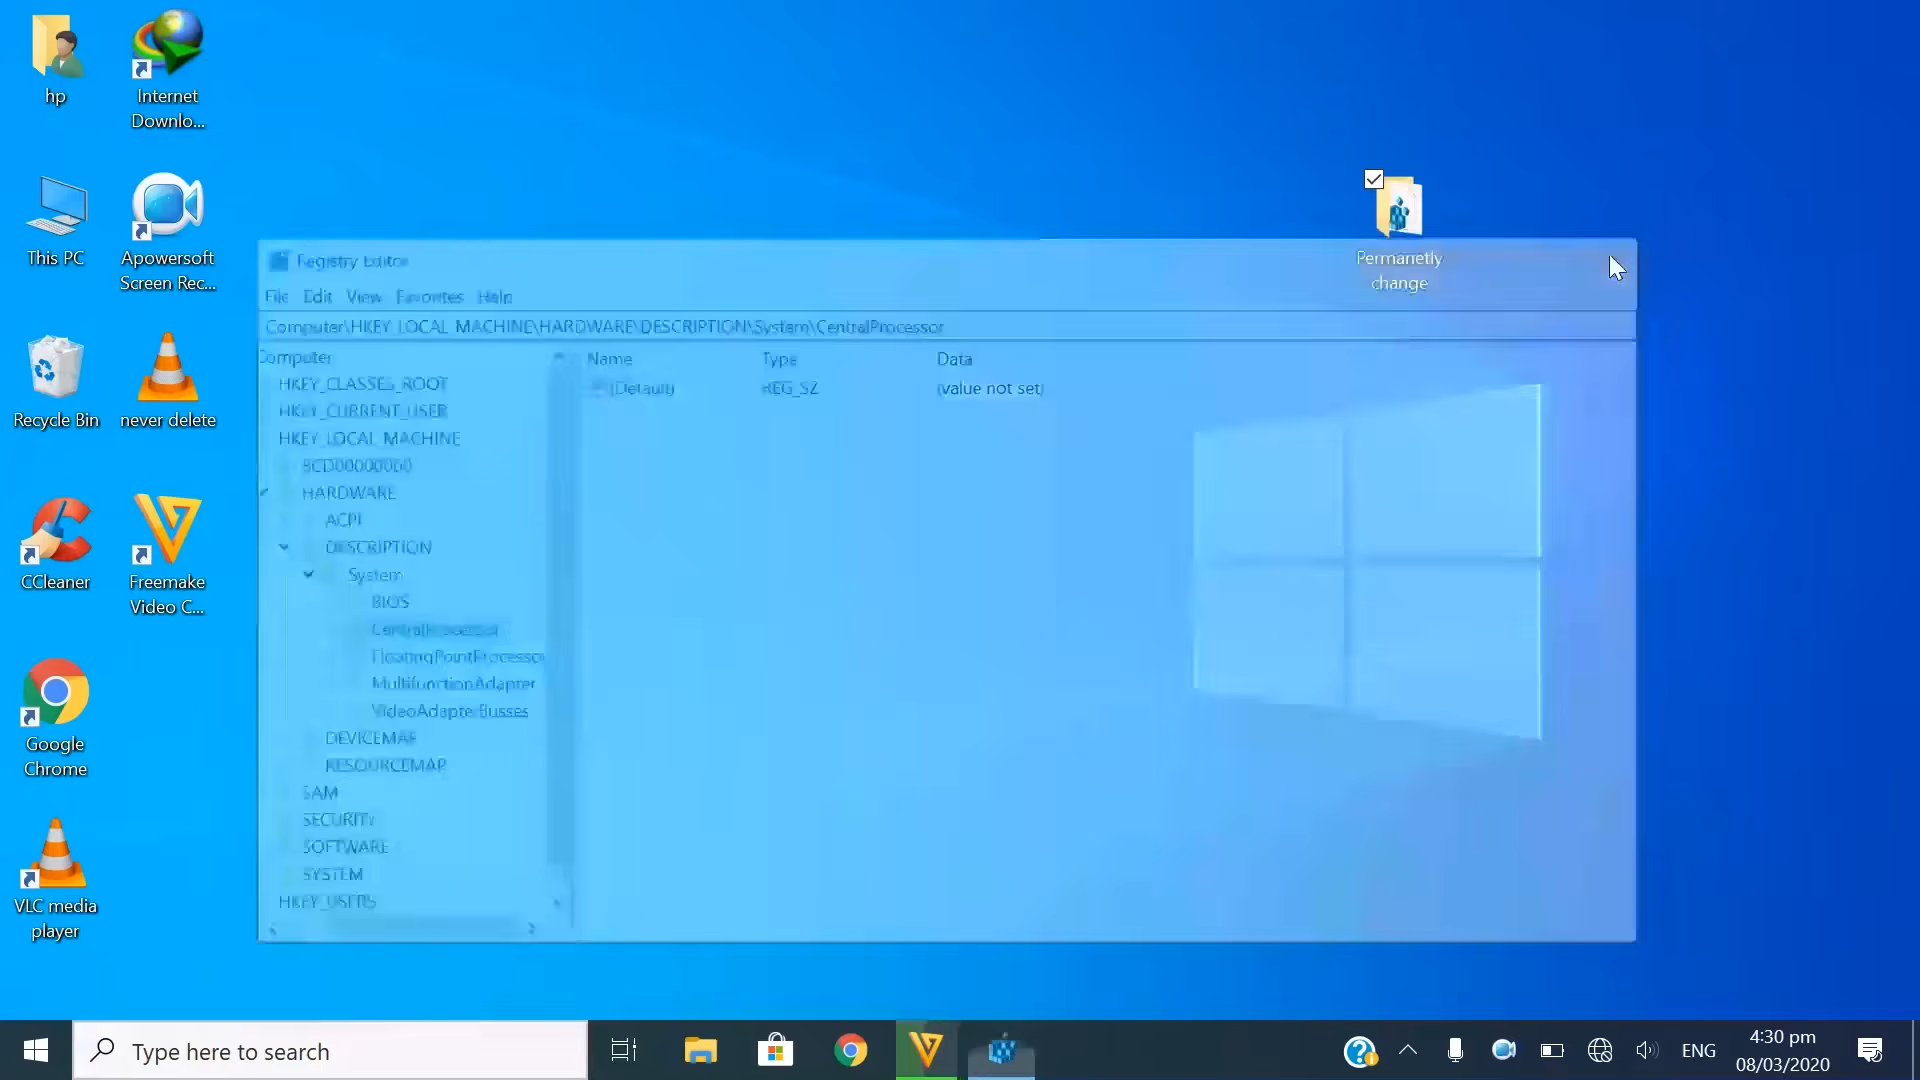 hp
Internet
Downlo...
This PC
Apowersoft
Screen Rec...
Recycle Bin
never delete
CCleaner
Freemake
Video C...
Google
Chrome
VLC media
player
Permanetly
change
Registry Editor
File Edit View Favorites Help
Computer\HKEY_LOCAL_MACHINE\HARDWARE\DESCRIPTION\System\CentralProcessor
Computer
HKEY_CLASSES_ROOT
HKEY_CURRENT_USER
HKEY_LOCAL_MACHINE
BCD00000000
HARDWARE
ACPI
DESCRIPTION
System
BIOS
CentralProcessor
FloatingPointProcessor
MultifunctionAdapter
VideoAdapterBusses
DEVICEMAP
RESOURCEMAP
SAM
SECURITY
SOFTWARE
SYSTEM
HKEY_USERS
Name Type Data
(Default) REG_SZ (value not set)
Type here to search
ENG
4:30 pm
08/03/2020